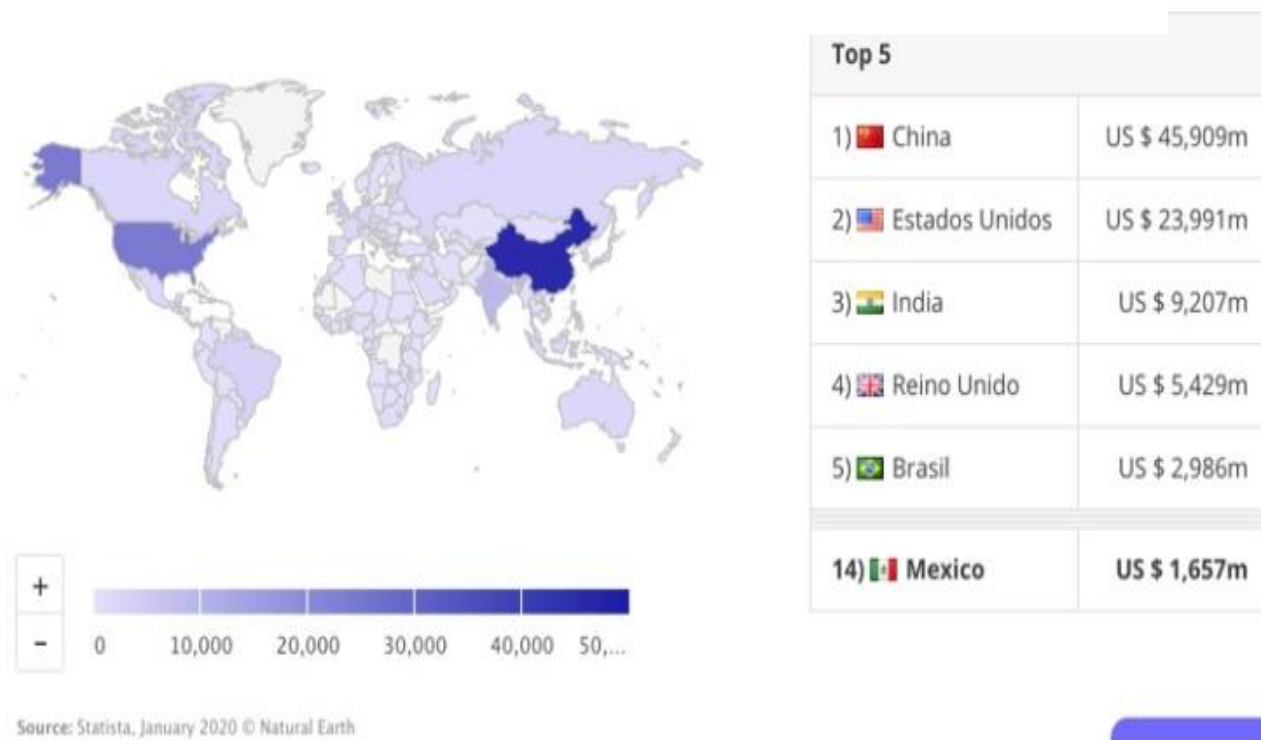 Top 5
1) China US $ 45,909m
2) Estados Unidos US $ 23,991m
3) India US $ 9,207m
4) Reino Unido US $ 5,429m
5) Brasil US $ 2,986m
14) Mexico US $ 1,657m
+
-
0 10,000 20,000 30,000 40,000 50,...
Source: Statista, January 2020 © Natural Earth